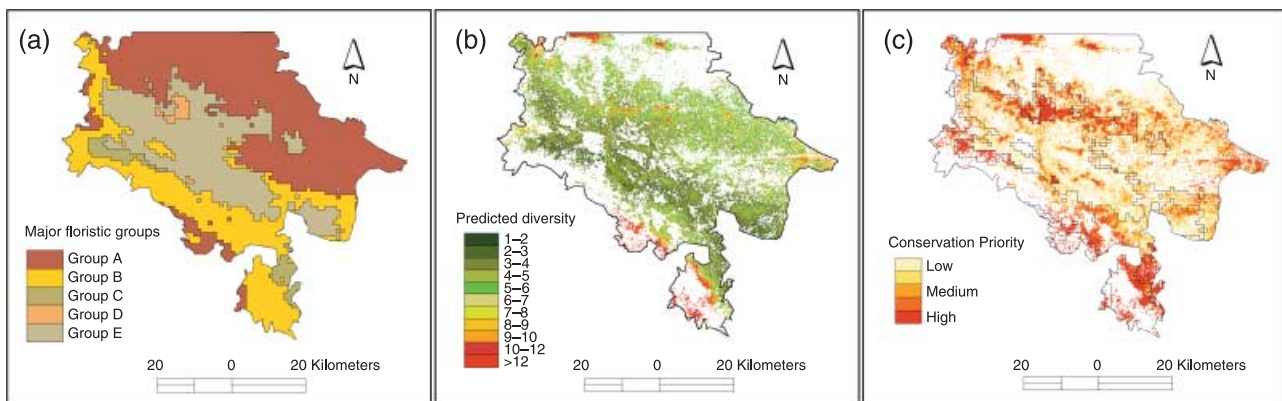 (a)
N
Major floristic groups
Group A
Group B
Group C
Group D
Group E
20 0 20 Kilometers
(b)
N
Predicted diversity
1–2
2–3
3–4
4–5
5–6
6–7
7–8
8–9
9–10
10–12
>12
20 0 20 Kilometers
(c)
N
Conservation Priority
Low
Medium
High
20 0 20 Kilometers